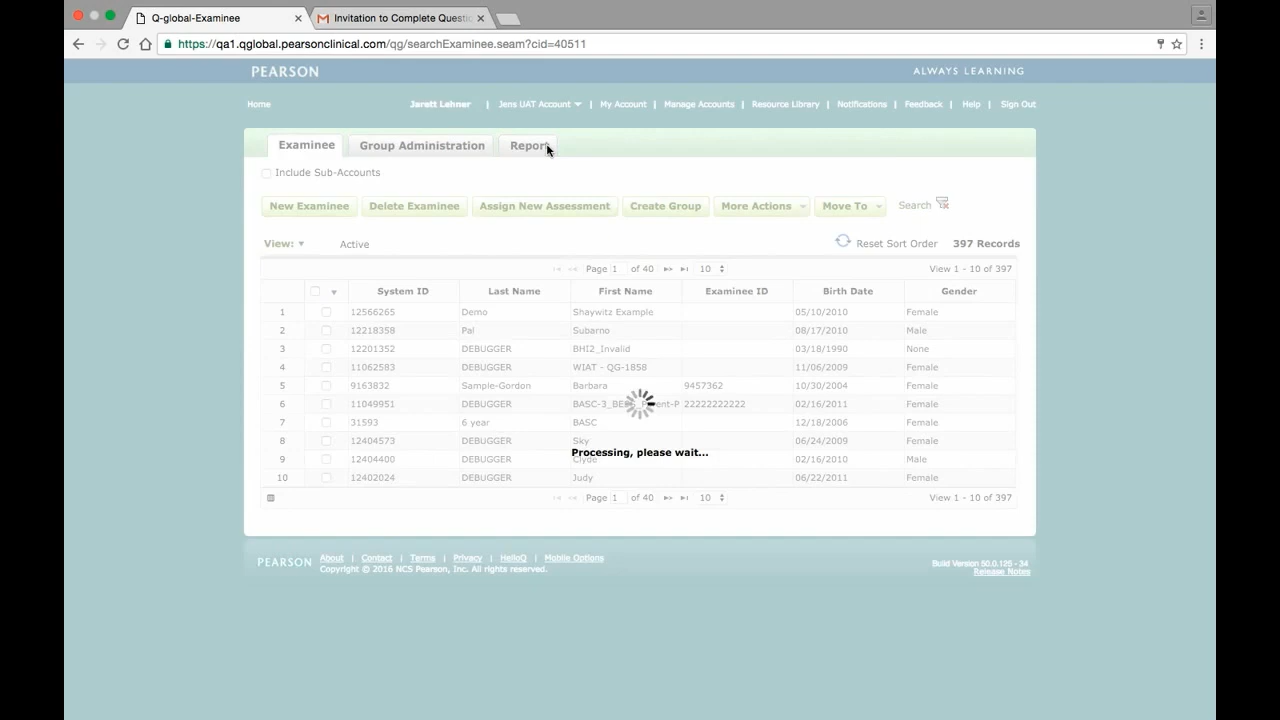 Q-global-Examinee
Invitation to Complete Questi
https://qa1.qglobal.pearsonclinical.com/qg/searchExaminee.seam?cid=40511
PEARSON
ALWAYS LEARNING
Home
Jarett Lehner | Jens UAT Account | My Account | Manage Accounts | Resource Library | Notifications | Feedback | Help | Sign Out
Examinee Group Administration Report
Include Sub-Accounts
New Examinee Delete Examinee Assign New Assessment Create Group More Actions Move To Search
View: Active Reset Sort Order 397 Records
Page 1 of 40 10 View 1 - 10 of 397
System ID Last Name First Name Examinee ID Birth Date Gender
1 12566265 Demo Shaywitz Example 05/10/2010 Female
2 12218358 Pal Subarno 08/17/2010 Male
3 12201352 DEBUGGER BHI2_Invalid 03/18/1990 None
4 11062583 DEBUGGER WIAT - QG-1858 11/06/2009 Female
5 9163832 Sample-Gordon Barbara 9457362 10/30/2004 Female
6 11049951 DEBUGGER 22222222222 02/16/2011 Female
7 31593 6 year BASC 12/18/2006 Female
8 12404573 DEBUGGER Sky 06/24/2009 Female
Processing, please wait...
9 12404400 DEBUGGER Clyde 02/16/2010 Male
10 12402024 DEBUGGER Judy 06/22/2011 Female
Page 1 of 40 10 View 1 - 10 of 397
PEARSON
About | Contact | Terms | Privacy | HelloQ | Mobile Options
Copyright © 2016 NCS Pearson, Inc. All rights reserved.
Build Version 50.0.126 - 34
Release Notes